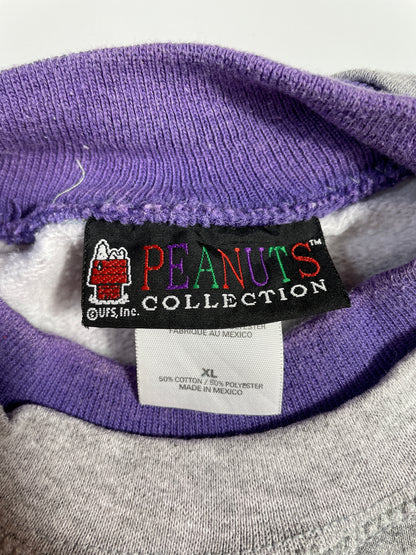 PEANUTS™
COLLECTION
©UFS, Inc.
FABRIQUE AU MEXICO
XL
50% COTTON / 50% POLYESTER
MADE IN MEXICO